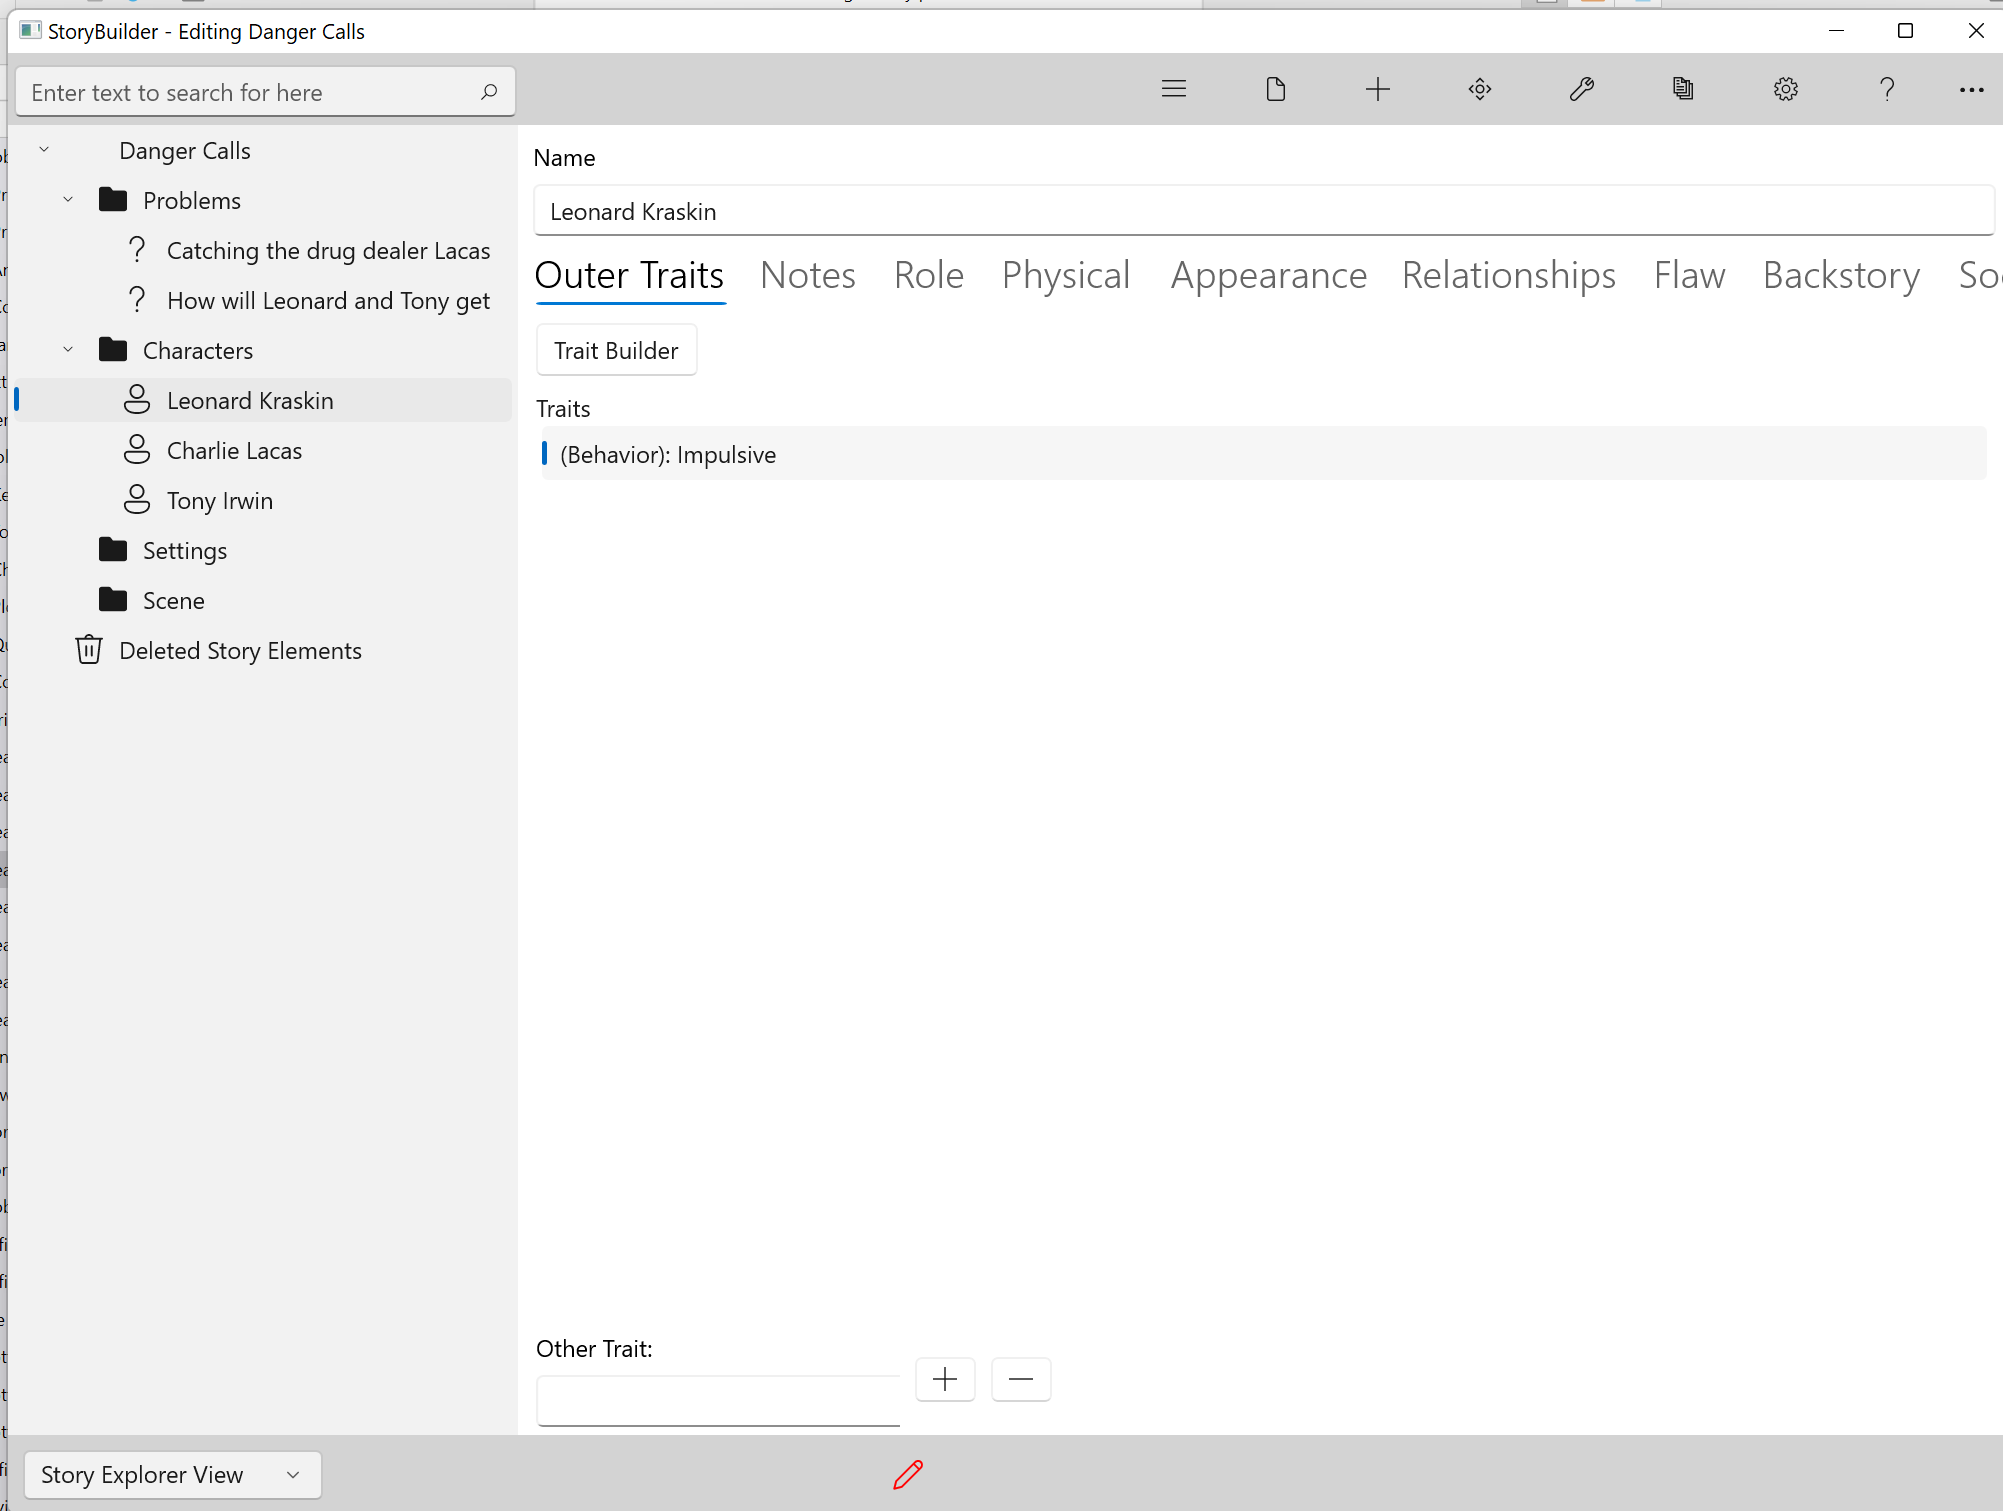 StoryBuilder - Editing Danger Calls
Enter text to search for here
Danger Calls
Problems
Catching the drug dealer Lacas
How will Leonard and Tony get
Characters
Leonard Kraskin
Charlie Lacas
Tony Irwin
Settings
Scene
Deleted Story Elements
Name
Leonard Kraskin
Outer Traits Notes Role Physical Appearance Relationships Flaw Backstory
Trait Builder
Traits
(Behavior): Impulsive
Other Trait:
Story Explorer View